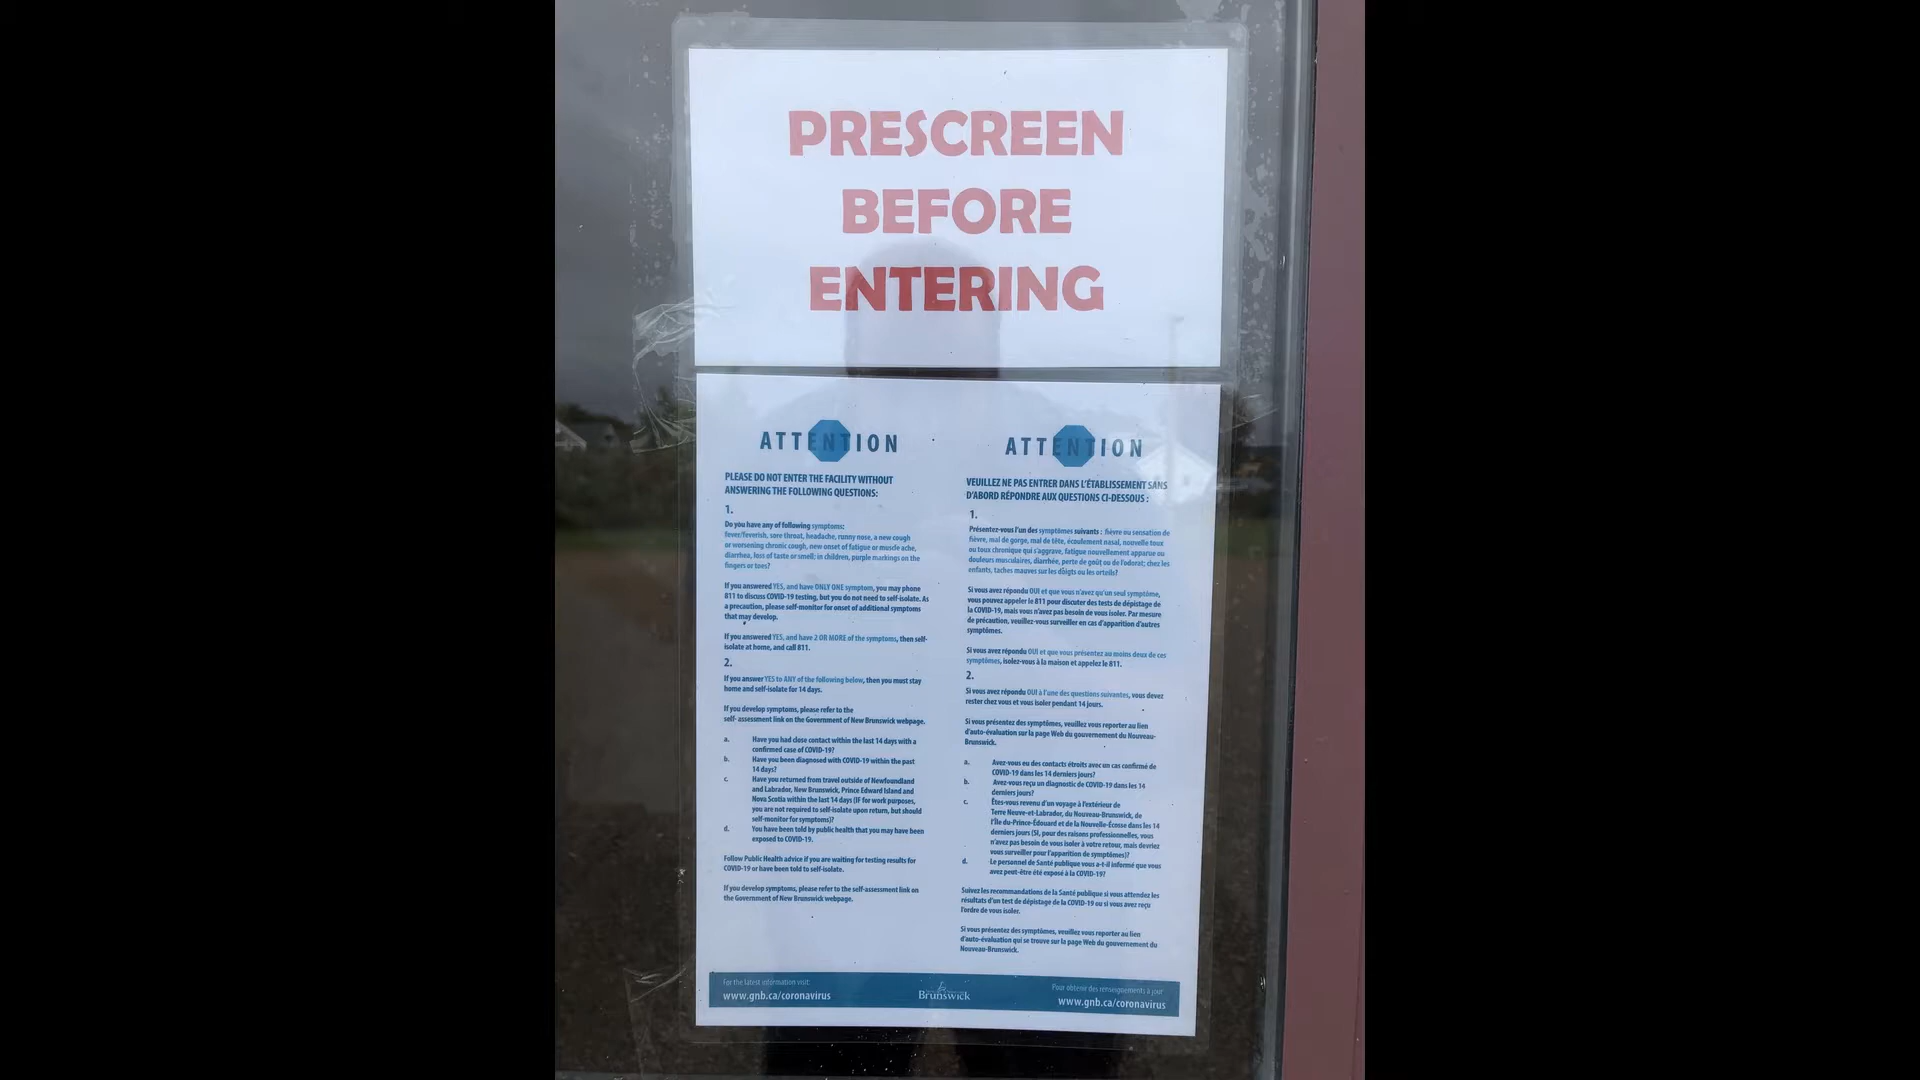 PRESCREEN
BEFORE
ENTERING
ATTENTION
PLEASE DO NOT ENTER THE FACILITY WITHOUT
ANSWERING THE FOLLOWING QUESTIONS:
1.
Do you have any of following symptoms:
fever/feverish, sore throat, headache, runny nose, a new cough
or worsening chronic cough, new onset of fatigue or muscle ache,
diarrhea, loss of taste or smell; in children, purple markings on the
fingers or toes?
If you answered YES, and have ONLY ONE symptom, you may phone
811 to discuss COVID-19 testing, but you do not need to self-isolate. As
a precaution, please self-monitor for onset of additional symptoms
that may develop.
If you answered YES, and have 2 OR MORE of the symptoms, then self-
isolate at home, and call 811.
2.
If you answer YES to ANY of the following below, then you must stay
home and self-isolate for 14 days.
If you develop symptoms, please refer to the
self- assessment link on the Government of New Brunswick webpage.
a. Have you had close contact within the last 14 days with a
confirmed case of COVID-19?
b. Have you been diagnosed with COVID-19 within the past
14 days?
c. Have you returned from travel outside of Newfoundland
and Labrador, New Brunswick, Prince Edward Island and
Nova Scotia within the last 14 days (IF for work purposes,
you are not required to self-isolate upon return, but should
self-monitor for symptoms)?
d. You have been told by public health that you may have been
exposed to COVID-19.
Follow Public Health advice if you are waiting for testing results for
COVID-19 or have been told to self-isolate.
If you develop symptoms, please refer to the self-assessment link on
the Government of New Brunswick webpage.
ATTENTION
VEUILLEZ NE PAS ENTRER DANS L'ÉTABLISSEMENT SANS
D'ABORD RÉPONDRE AUX QUESTIONS CI-DESSOUS :
1.
Présentez-vous l'un des symptômes suivants : fièvre ou sensation de
fièvre, mal de gorge, mal de tête, écoulement nasal, nouvelle toux
ou toux chronique qui s'aggrave, fatigue nouvellement apparue ou
douleurs musculaires, diarrhée, perte de goût ou de l'odorat; chez les
enfants, taches mauves sur les doigts ou les orteils?
Si vous avez répondu OUI et que vous n'avez qu'un seul symptôme,
vous pouvez appeler le 811 pour discuter des tests de dépistage de
la COVID-19, mais vous n'avez pas besoin de vous isoler. Par mesure
de précaution, veuillez-vous surveiller en cas d'apparition d'autres
symptômes.
Si vous avez répondu OUI et que vous présentez au moins deux de ces
symptômes, isolez-vous à la maison et appelez le 811.
2.
Si vous avez répondu OUI à l'une des questions suivantes, vous devez
rester chez vous et vous isoler pendant 14 jours.
Si vous présentez des symptômes, veuillez vous reporter au lien
d'auto-évaluation sur la page Web du gouvernement du Nouveau-
Brunswick.
a. Avez-vous eu des contacts étroits avec un cas confirmé de
COVID-19 dans les 14 derniers jours?
b. Avez-vous reçu un diagnostic de COVID-19 dans les 14
derniers jours?
c. Êtes-vous revenu d'un voyage à l'extérieur de
Terre Neuve-et-Labrador, du Nouveau-Brunswick, de
l'Île du-Prince-Édouard et de la Nouvelle-Écosse dans les 14
derniers jours (SI, pour des raisons professionnelles, vous
n'avez pas besoin de vous isoler à votre retour, mais devriez
vous surveiller pour l'apparition de symptômes)?
d. Le personnel de Santé publique vous a-t-il informé que vous
avez peut-être été exposé à la COVID-19?
Suivez les recommandations de la Santé publique si vous attendez les
résultats d'un test de dépistage de la COVID-19 ou si vous avez reçu
l'ordre de vous isoler.
Si vous présentez des symptômes, veuillez vous reporter au lien
d'auto-évaluation qui se trouve sur la page Web du gouvernement du
Nouveau-Brunswick.
For the latest information visit:
www.gnb.ca/coronavirus
Brunswick
Pour obtenir des renseignements à jour
www.gnb.ca/coronavirus